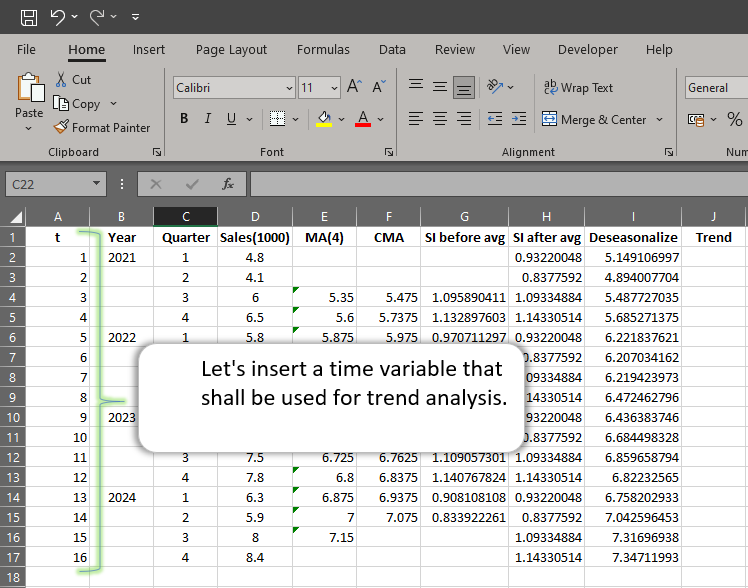 File Home Insert Page Layout Formulas Data Review View Developer Help
Paste
Cut
Copy
Format Painter
Clipboard
Calibri 11 A A
B I U A
Font
ab Wrap Text
Merge & Center
Alignment
General
%
Num
C22 fx
A B C D E F G H I J
1 t Year Quarter Sales(1000) MA(4) CMA SI before avg SI after avg Deseasonalize Trend
2 1 2021 1 4.8 0.93220048 5.149106997
3 2 2 4.1 0.8377592 4.894007704
4 3 3 6 5.35 5.475 1.095890411 1.09334884 5.487727035
5 4 4 6.5 5.6 5.7375 1.132897603 1.14330514 5.685271375
6 5 2022 1 5.8 5.875 5.975 0.970711297 0.93220048 6.221837621
7 6 0.8377592 6.207034162
8 7 09334884 6.219423973
9 8 14330514 6.472462796
10 9 2023 93220048 6.436383746
11 10 0.8377592 6.684498328
12 11 3 7.5 6.725 6.7625 1.109057301 1.09334884 6.859658794
13 12 4 7.8 6.8 6.8375 1.140767824 1.14330514 6.82232565
14 13 2024 1 6.3 6.875 6.9375 0.908108108 0.93220048 6.758202933
15 14 2 5.9 7 7.075 0.833922261 0.8377592 7.042596453
16 15 3 8 7.15 1.09334884 7.31696938
17 16 4 8.4 1.14330514 7.34711993
18
Let's insert a time variable that
shall be used for trend analysis.